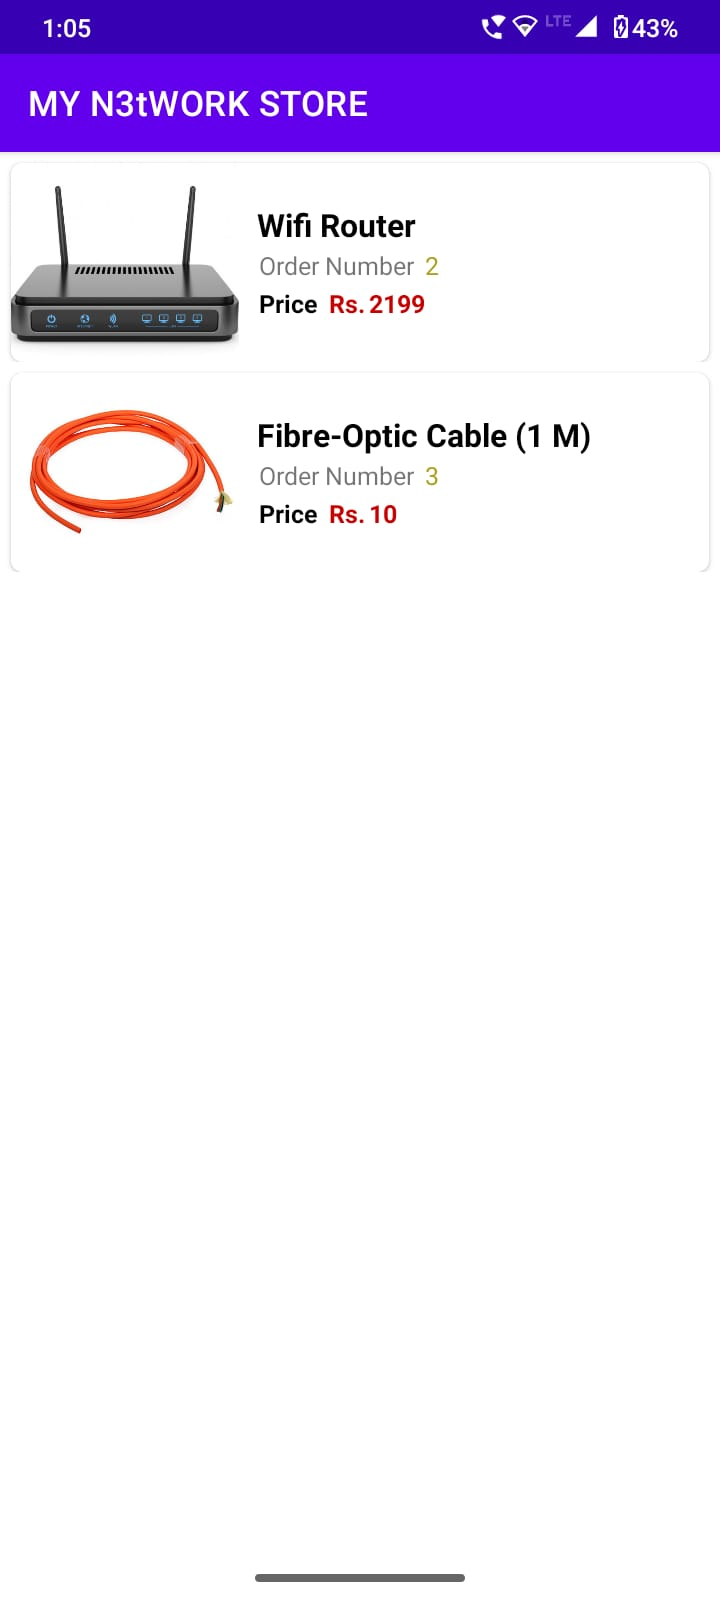 1:05 LTE 43%
MY N3tWORK STORE
Wifi Router
Order Number 2
Price Rs. 2199
Fibre-Optic Cable (1 M)
Order Number 3
Price Rs. 10